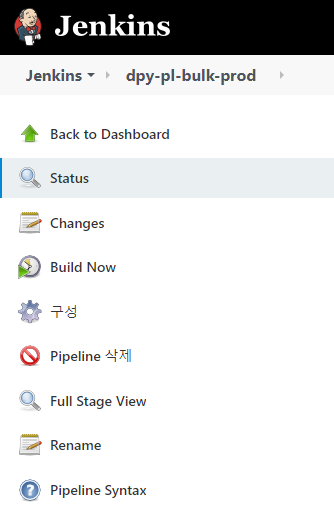 Jenkins
Jenkins dpy-pl-bulk-prod
Back to Dashboard
Status
Changes
Build Now
구성
Pipeline 삭제
Full Stage View
Rename
Pipeline Syntax